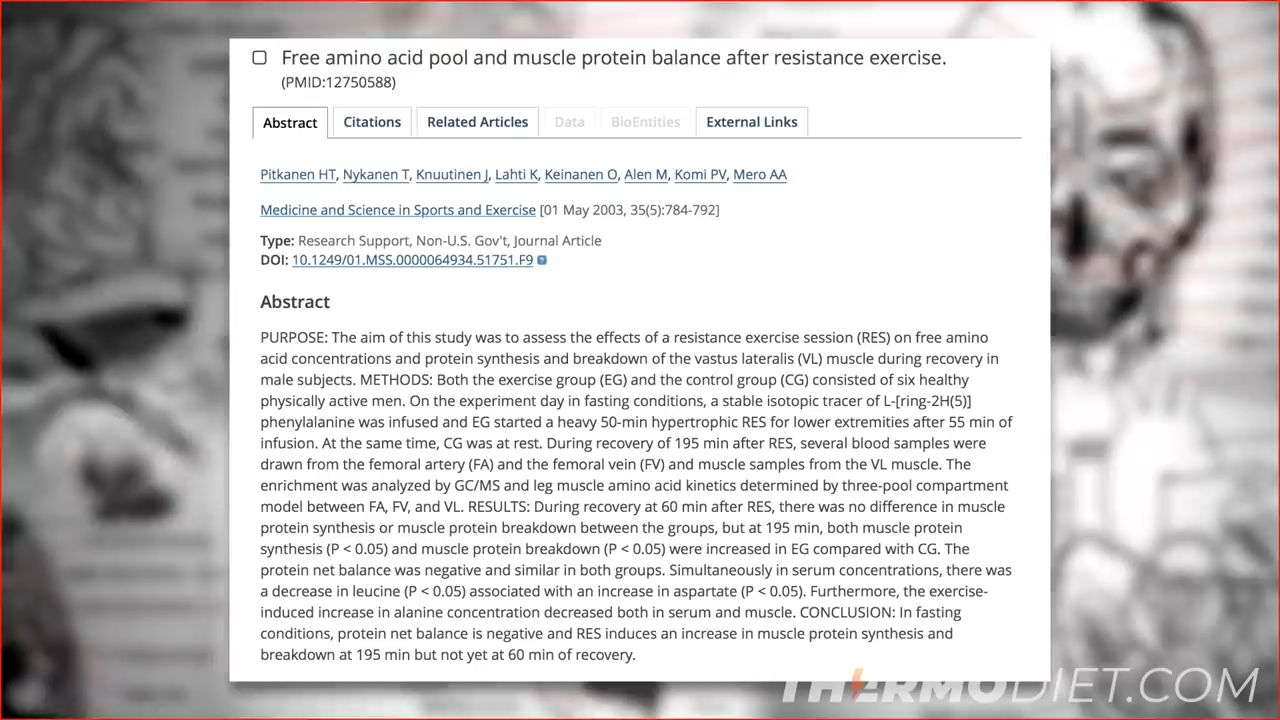 Free amino acid pool and muscle protein balance after resistance exercise.
(PMID:12750588)
Abstract Citations Related Articles Data BioEntities External Links
Pitkanen HT, Nykanen T, Knuutinen J, Lahti K, Keinanen O, Alen M, Komi PV, Mero AA
Medicine and Science in Sports and Exercise [01 May 2003, 35(5):784-792]
Type: Research Support, Non-U.S. Gov't, Journal Article
DOI: 10.1249/01.MSS.0000064934.51751.F9
Abstract
PURPOSE: The aim of this study was to assess the effects of a resistance exercise session (RES) on free amino
acid concentrations and protein synthesis and breakdown of the vastus lateralis (VL) muscle during recovery in
male subjects. METHODS: Both the exercise group (EG) and the control group (CG) consisted of six healthy
physically active men. On the experiment day in fasting conditions, a stable isotopic tracer of L-[ring-2H(5)]
phenylalanine was infused and EG started a heavy 50-min hypertrophic RES for lower extremities after 55 min of
infusion. At the same time, CG was at rest. During recovery of 195 min after RES, several blood samples were
drawn from the femoral artery (FA) and the femoral vein (FV) and muscle samples from the VL muscle. The
enrichment was analyzed by GC/MS and leg muscle amino acid kinetics determined by three-pool compartment
model between FA, FV, and VL. RESULTS: During recovery at 60 min after RES, there was no difference in muscle
protein synthesis or muscle protein breakdown between the groups, but at 195 min, both muscle protein
synthesis (P < 0.05) and muscle protein breakdown (P < 0.05) were increased in EG compared with CG. The
protein net balance was negative and similar in both groups. Simultaneously in serum concentrations, there was
a decrease in leucine (P < 0.05) associated with an increase in aspartate (P < 0.05). Furthermore, the exercise-
induced increase in alanine concentration decreased both in serum and muscle. CONCLUSION: In fasting
conditions, protein net balance is negative and RES induces an increase in muscle protein synthesis and
breakdown at 195 min but not yet at 60 min of recovery.
THERMODIET.COM